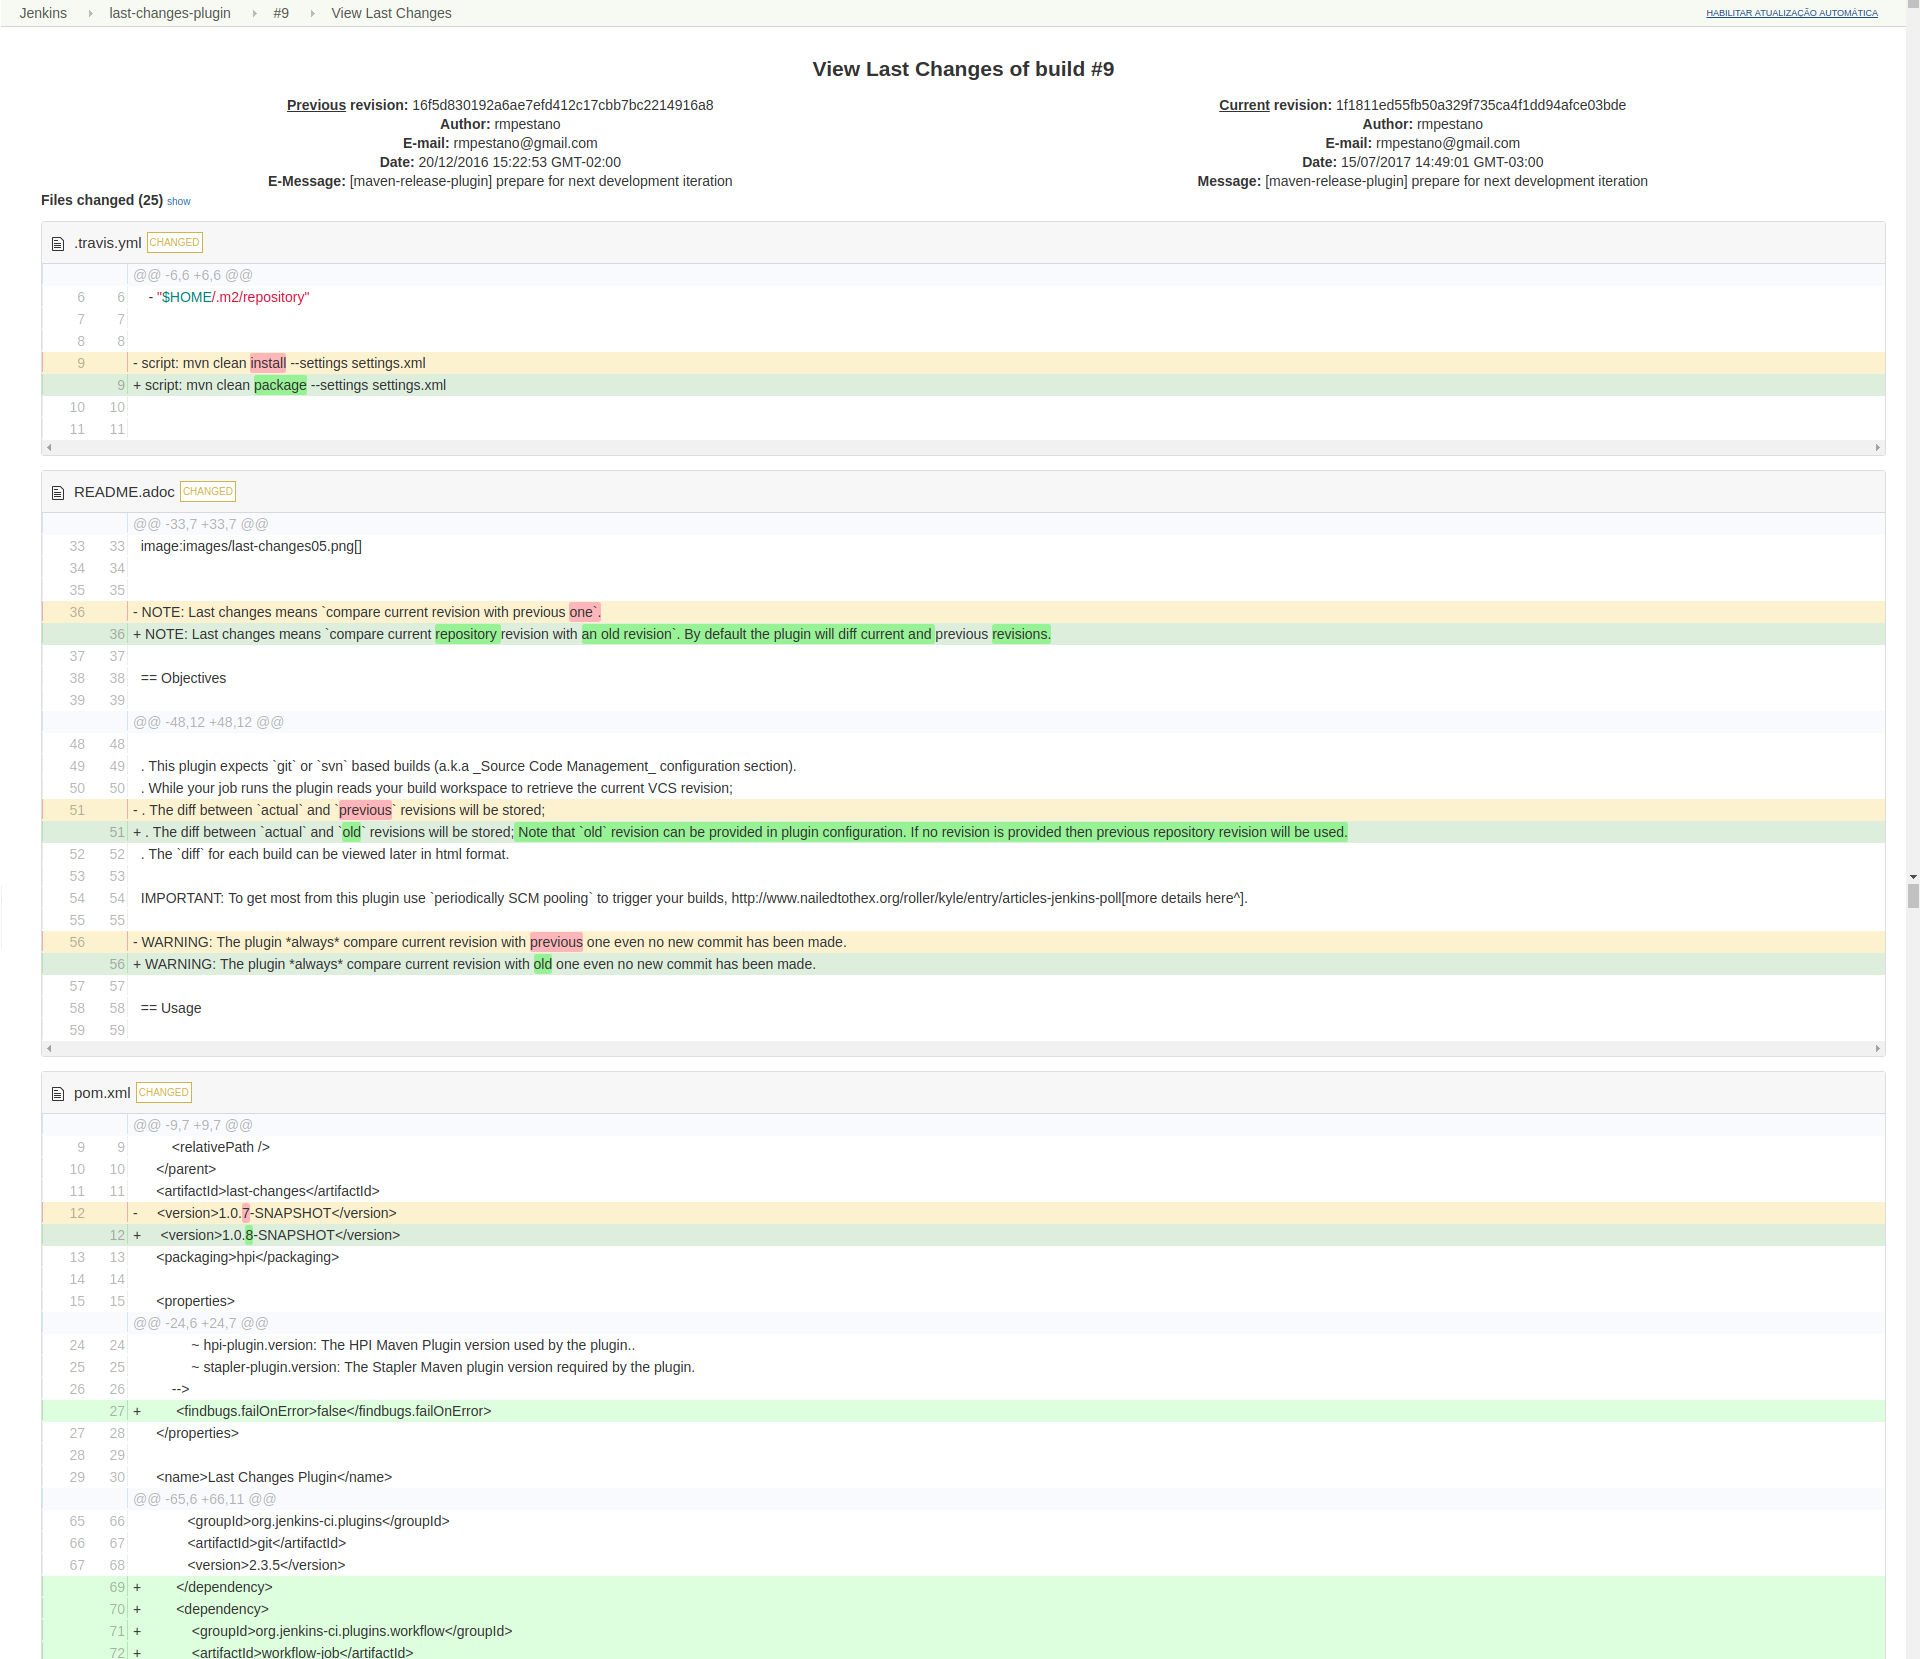 Jenkins last-changes-plugin #9 View Last Changes HABILITAR ATUALIZAÇÃO AUTOMÁTICA
View Last Changes of build #9
Previous revision: 16f5d830192a6ae7efd412c17cbb7bc2214916a8
Author: rmpestano
E-mail: rmpestano@gmail.com
Date: 20/12/2016 15:22:53 GMT-02:00
E-Message: [maven-release-plugin] prepare for next development iteration
Current revision: 1f1811ed55fb50a329f735ca4f1dd94afce03bde
Author: rmpestano
E-mail: rmpestano@gmail.com
Date: 15/07/2017 14:49:01 GMT-03:00
Message: [maven-release-plugin] prepare for next development iteration
Files changed (25) show
.travis.yml CHANGED
@@ -6,6 +6,6 @@
6 6 - "$HOME/.m2/repository"
7 7
8 8
9 - script: mvn clean install --settings settings.xml
9 + script: mvn clean package --settings settings.xml
10 10
11 11
README.adoc CHANGED
@@ -33,7 +33,7 @@
33 33 image:images/last-changes05.png[]
34 34
35 35
36 - NOTE: Last changes means `compare current revision with previous one`.
36 + NOTE: Last changes means `compare current repository revision with an old revision`. By default the plugin will diff current and previous revisions.
37 37
38 38 == Objectives
39 39
@@ -48,12 +48,12 @@
48 48
49 49 . This plugin expects `git` or `svn` based builds (a.k.a _Source Code Management_ configuration section).
50 50 . While your job runs the plugin reads your build workspace to retrieve the current VCS revision;
51 - . The diff between `actual` and `previous` revisions will be stored;
51 + . The diff between `actual` and `old` revisions will be stored; Note that `old` revision can be provided in plugin configuration. If no revision is provided then previous repository revision will be used.
52 52 . The `diff` for each build can be viewed later in html format.
53 53
54 54 IMPORTANT: To get most from this plugin use `periodically SCM pooling` to trigger your builds, http://www.nailedtothex.org/roller/kyle/entry/articles-jenkins-poll[more details here^].
55 55
56 - WARNING: The plugin *always* compare current revision with previous one even no new commit has been made.
56 + WARNING: The plugin *always* compare current revision with old one even no new commit has been made.
57 57
58 58 == Usage
59 59
pom.xml CHANGED
@@ -9,7 +9,7 @@
9 9 <relativePath />
10 10 </parent>
11 11 <artifactId>last-changes</artifactId>
12 - <version>1.0.7-SNAPSHOT</version>
12 + <version>1.0.8-SNAPSHOT</version>
13 13 <packaging>hpi</packaging>
14 14
15 15 <properties>
@@ -24,6 +24,7 @@
24 24 ~ hpi-plugin.version: The HPI Maven Plugin version used by the plugin..
25 25 ~ stapler-plugin.version: The Stapler Maven plugin version required by the plugin.
26 26 -->
27 + <findbugs.failOnError>false</findbugs.failOnError>
27 28 </properties>
28 29
29 30 <name>Last Changes Plugin</name>
@@ -65,6 +66,11 @@
65 66 <groupId>org.jenkins-ci.plugins</groupId>
66 67 <artifactId>git</artifactId>
67 68 <version>2.3.5</version>
69 + </dependency>
70 + <dependency>
71 + <groupId>org.jenkins-ci.plugins.workflow</groupId>
72 + <artifactId>workflow-job</artifactId>